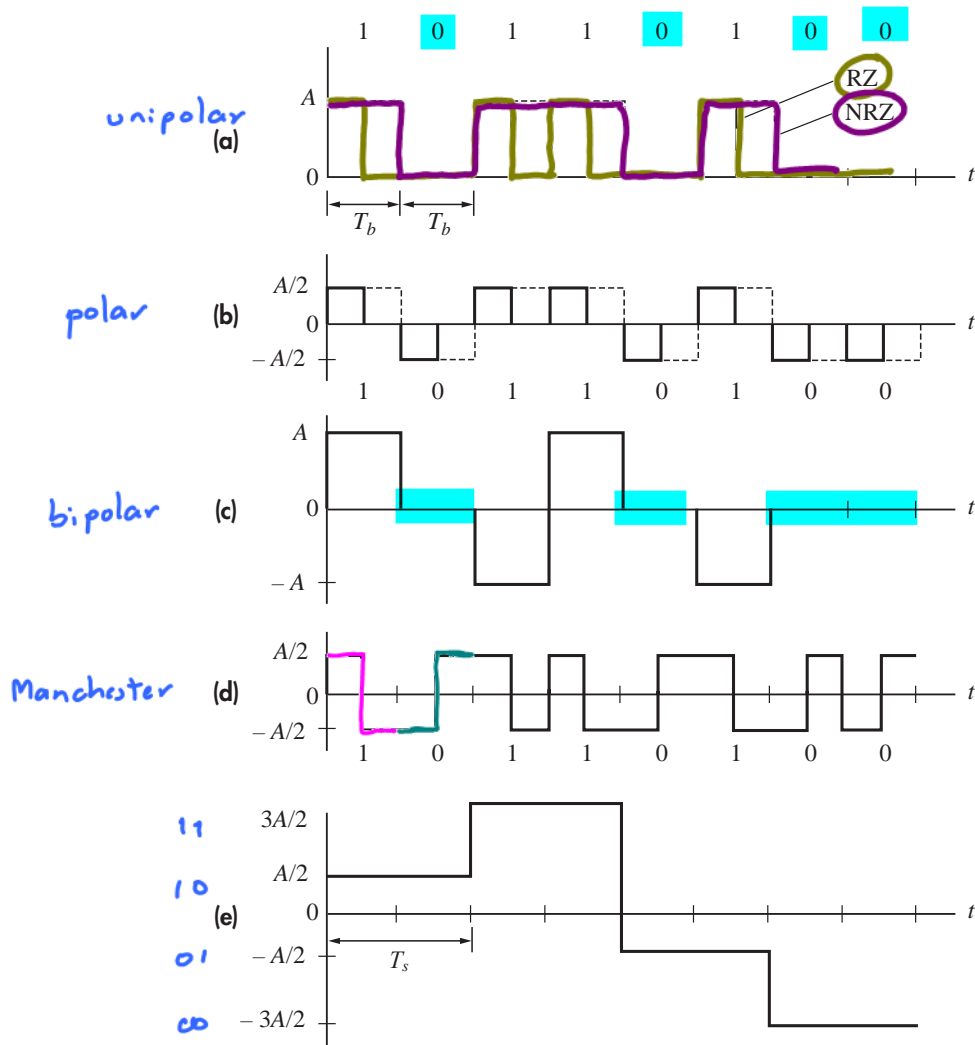 1 0 1 1 0 1 0 0
RZ
A
unipolar
NRZ
(a)
0
t
T_b T_b
A/2
polar
(b)
0
t
– A/2
1 0 1 1 0 1 0 0
A
bipolar
(c)
0
t
– A
A/2
Manchester
(d)
0
t
– A/2
1 0 1 1 0 1 0 0
11
3A/2
10
A/2
(e)
0
t
01
– A/2
T_s
00
– 3A/2